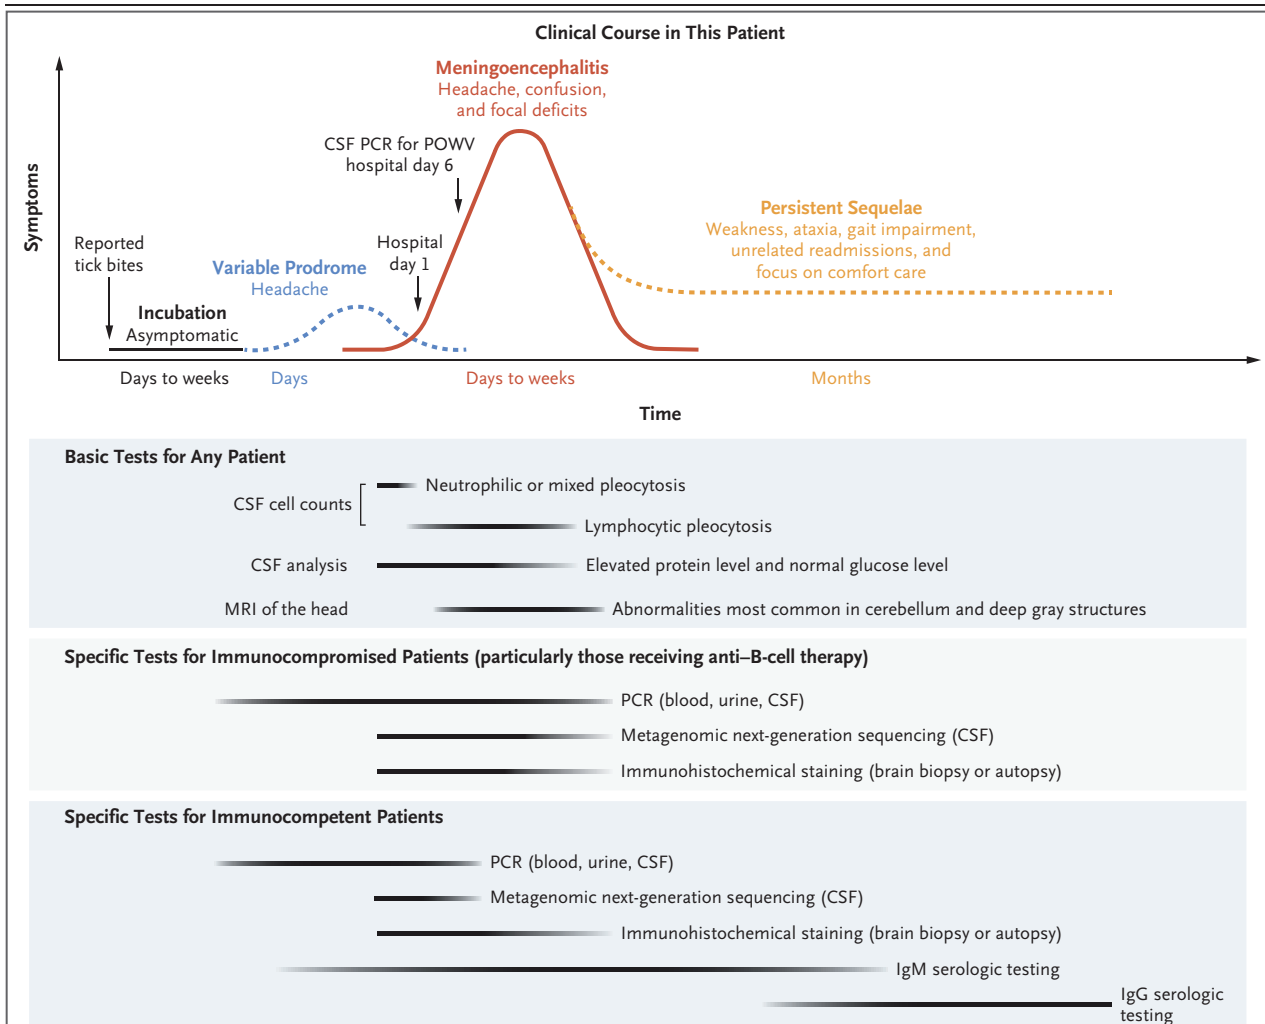 Clinical Course in This Patient
Meningoencephalitis
Headache, confusion,
and focal deficits
CSF PCR for POWV
hospital day 6
Symptoms
Persistent Sequelae
Weakness, ataxia, gait impairment,
unrelated readmissions, and
focus on comfort care
Reported
tick bites
Hospital
day 1
Variable Prodrome
Headache
Incubation
Asymptomatic
Days to weeks
Days
Days to weeks
Months
Time
Basic Tests for Any Patient
CSF cell counts
Neutrophilic or mixed pleocytosis
Lymphocytic pleocytosis
CSF analysis
Elevated protein level and normal glucose level
MRI of the head
Abnormalities most common in cerebellum and deep gray structures
Specific Tests for Immunocompromised Patients (particularly those receiving anti–B-cell therapy)
PCR (blood, urine, CSF)
Metagenomic next-generation sequencing (CSF)
Immunohistochemical staining (brain biopsy or autopsy)
Specific Tests for Immunocompetent Patients
PCR (blood, urine, CSF)
Metagenomic next-generation sequencing (CSF)
Immunohistochemical staining (brain biopsy or autopsy)
IgM serologic testing
IgG serologic
testing